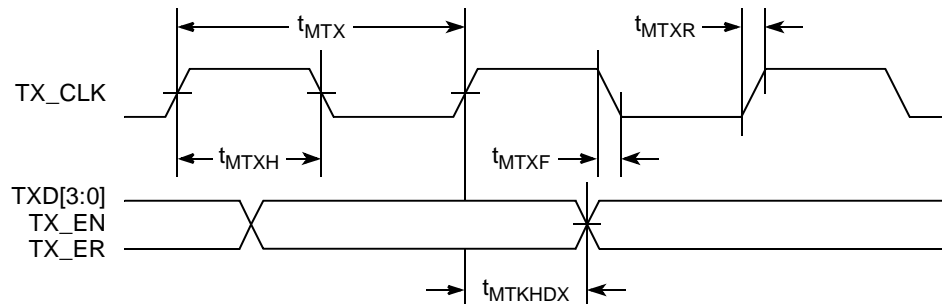 tMTX
tMTXR
TX_CLK
tMTXH
tMTXF
TXD[3:0]
TX_EN
TX_ER
tMTKHDX